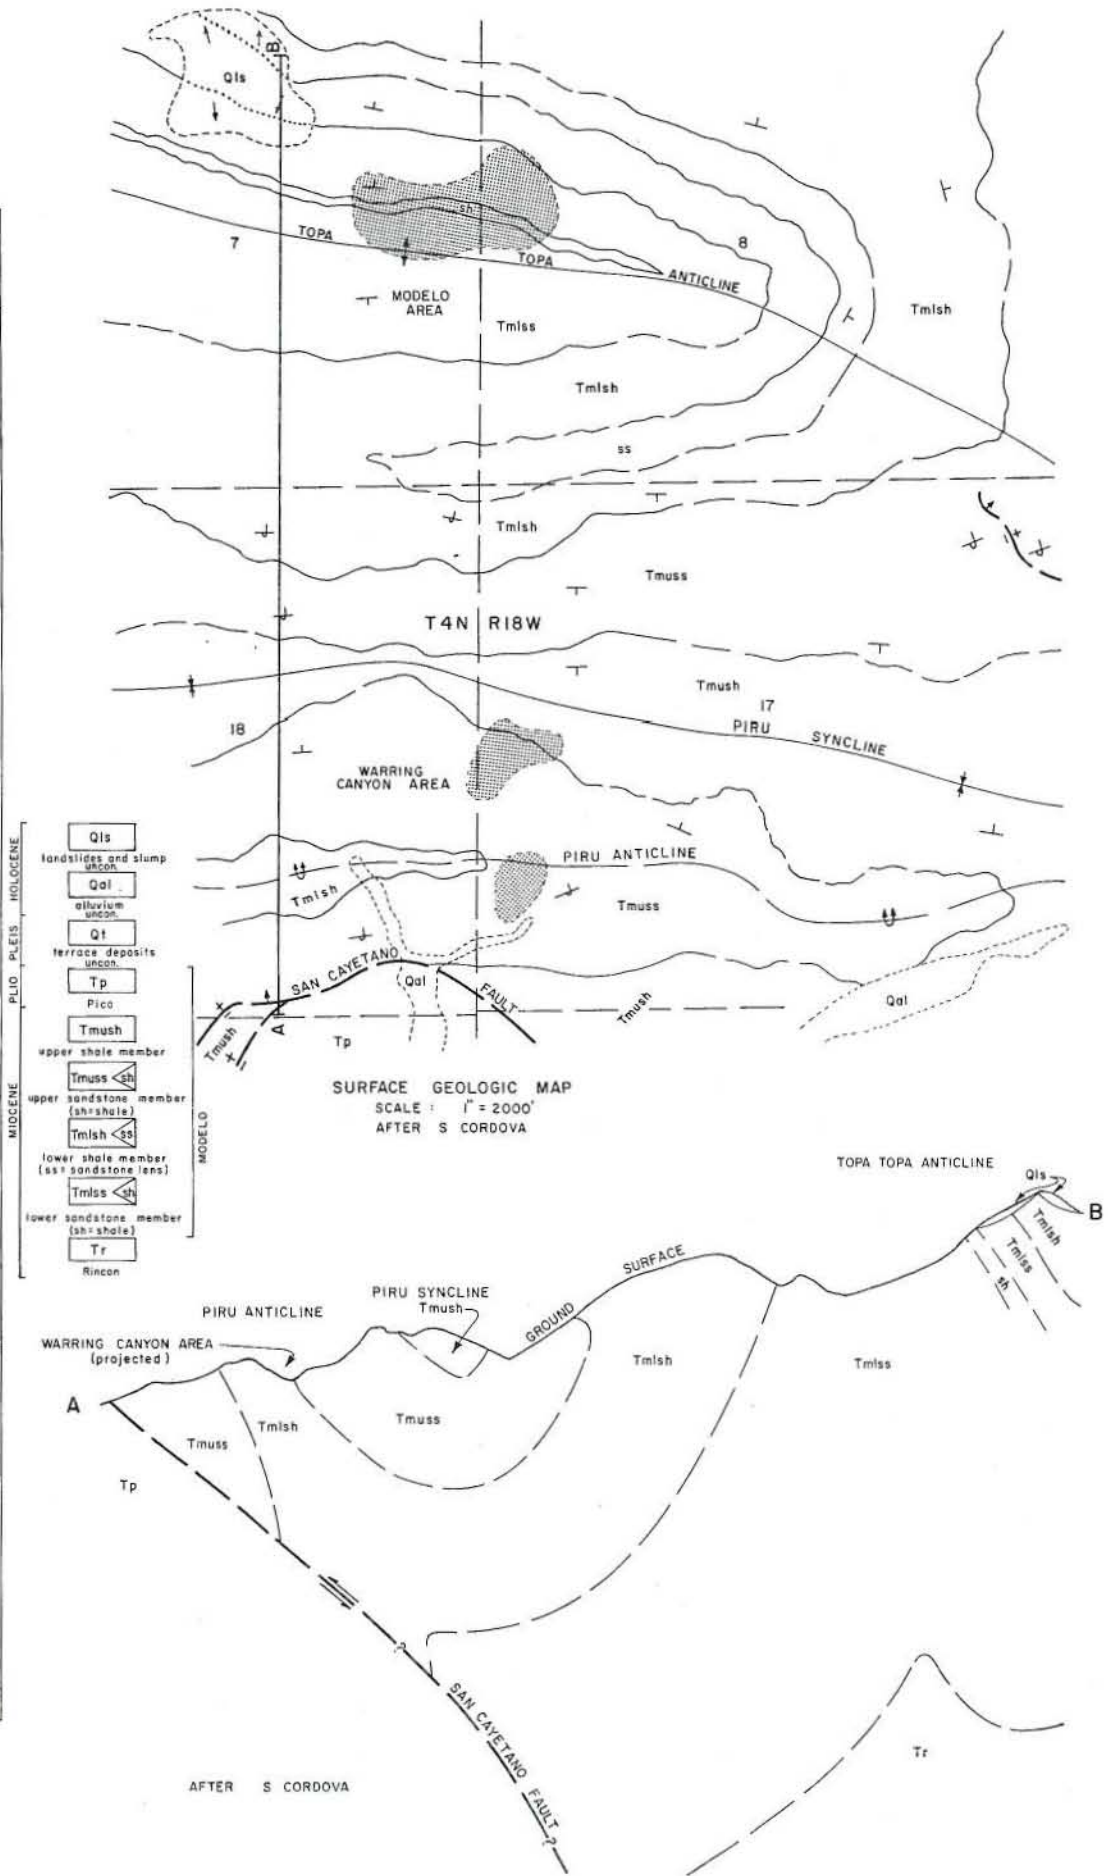 B
Qls
sh
7
TOPA
TOPA
8
ANTICLINE
MODELO
AREA
Tmlss
Tmlsh
Tmlsh
ss
Tmlsh
Tmuss
T4N R18W
Tmush
17
PIRU
SYNCLINE
18
WARRING
CANYON AREA
PIRU ANTICLINE
Tmlsh
Tmuss
SAN CAYETANO
FAULT
Qal
Tmush
Qal
Tmush
A
Tp
SURFACE GEOLOGIC MAP
SCALE : 1" = 2000'
AFTER S CORDOVA
HOLOCENE
PLEIS
PLIO
MIOCENE
Qls
landslides and slump
uncon.
Qal
alluvium
uncon.
Qt
terrace deposits
uncon.
Tp
Pico
Tmush
upper shale member
Tmuss sh
upper sandstone member
(sh=shale)
Tmlsh ss
lower shale member
(ss = sandstone lens)
Tmlss sh
lower sandstone member
(sh=shale)
Tr
Rincon
MODELO
TOPA TOPA ANTICLINE
Qls
B
Tmlsh
Tmlss
sh
SURFACE
GROUND
PIRU SYNCLINE
Tmush
PIRU ANTICLINE
WARRING CANYON AREA
(projected)
A
Tmlsh
Tmlss
Tmuss
Tmlsh
Tmuss
Tp
?
SAN CAYETANO FAULT
?
Tr
AFTER S CORDOVA